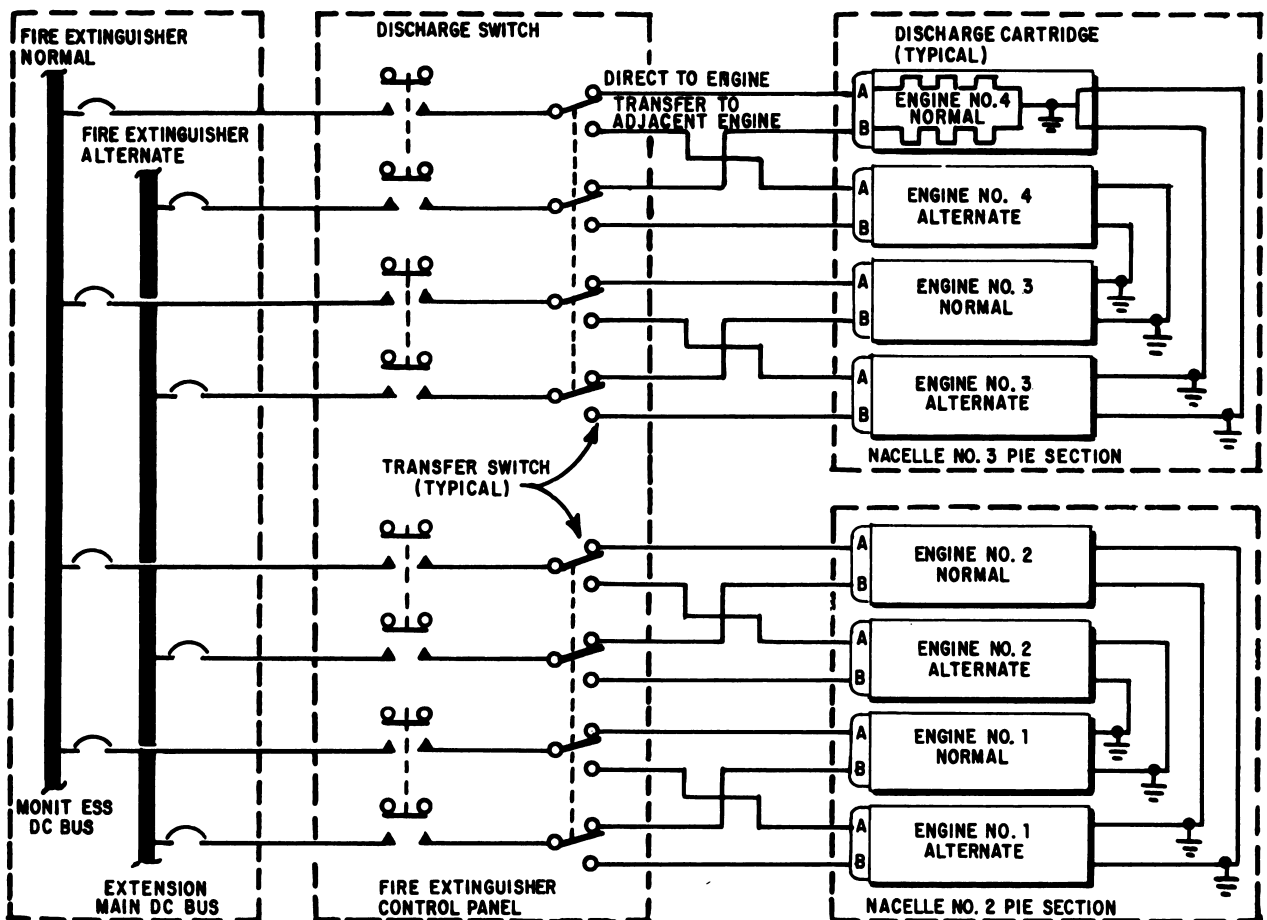 FIRE EXTINGUISHER
NORMAL
DISCHARGE SWITCH
DISCHARGE CARTRIDGE
(TYPICAL)
DIRECT TO ENGINE
TRANSFER TO
ADJACENT ENGINE
FIRE EXTINGUISHER
ALTERNATE
A
B
ENGINE NO.4
NORMAL
A
B
ENGINE NO. 4
ALTERNATE
A
B
ENGINE NO. 3
NORMAL
A
B
ENGINE NO. 3
ALTERNATE
NACELLE NO. 3 PIE SECTION
TRANSFER SWITCH
(TYPICAL)
A
B
ENGINE NO. 2
NORMAL
A
B
ENGINE NO. 2
ALTERNATE
A
B
ENGINE NO. 1
NORMAL
A
B
ENGINE NO. 1
ALTERNATE
MONIT ESS
DC BUS
EXTENSION
MAIN DC BUS
FIRE EXTINGUISHER
CONTROL PANEL
NACELLE NO. 2 PIE SECTION